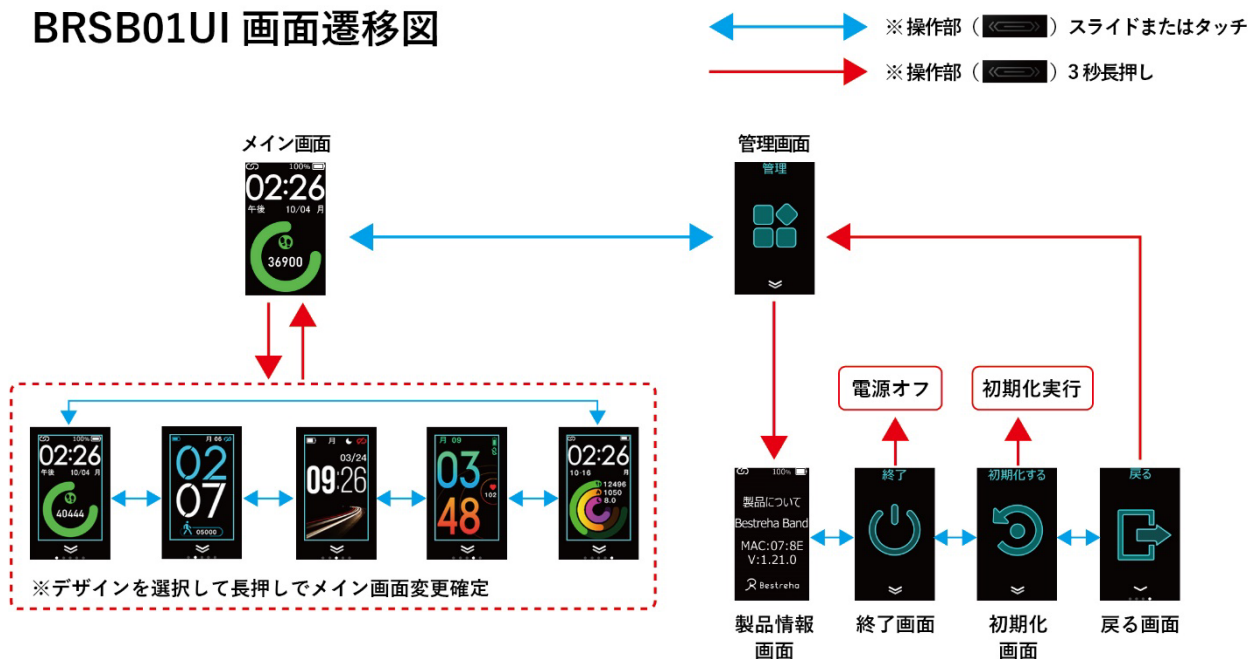 BRSB01UI 画面遷移図
※操作部（ ）スライドまたはタッチ
※操作部（ ）3秒長押し
メイン画面
100%
02:26
午後 10/04 月
36900
管理画面
管理
電源オフ
初期化実行
100%
02:26
午後 10/04 月
40444
月 06
02
07
05000
月
03/24
09:26
月 09
03
48
102
02:26
10-16 月
12496
1050
8.0
※デザインを選択して長押しでメイン画面変更確定
100%
製品について
Bestreha Band
MAC:07:8E
V:1.21.0
Bestreha
終了
初期化する
戻る
製品情報
画面
終了画面
初期化
画面
戻る画面